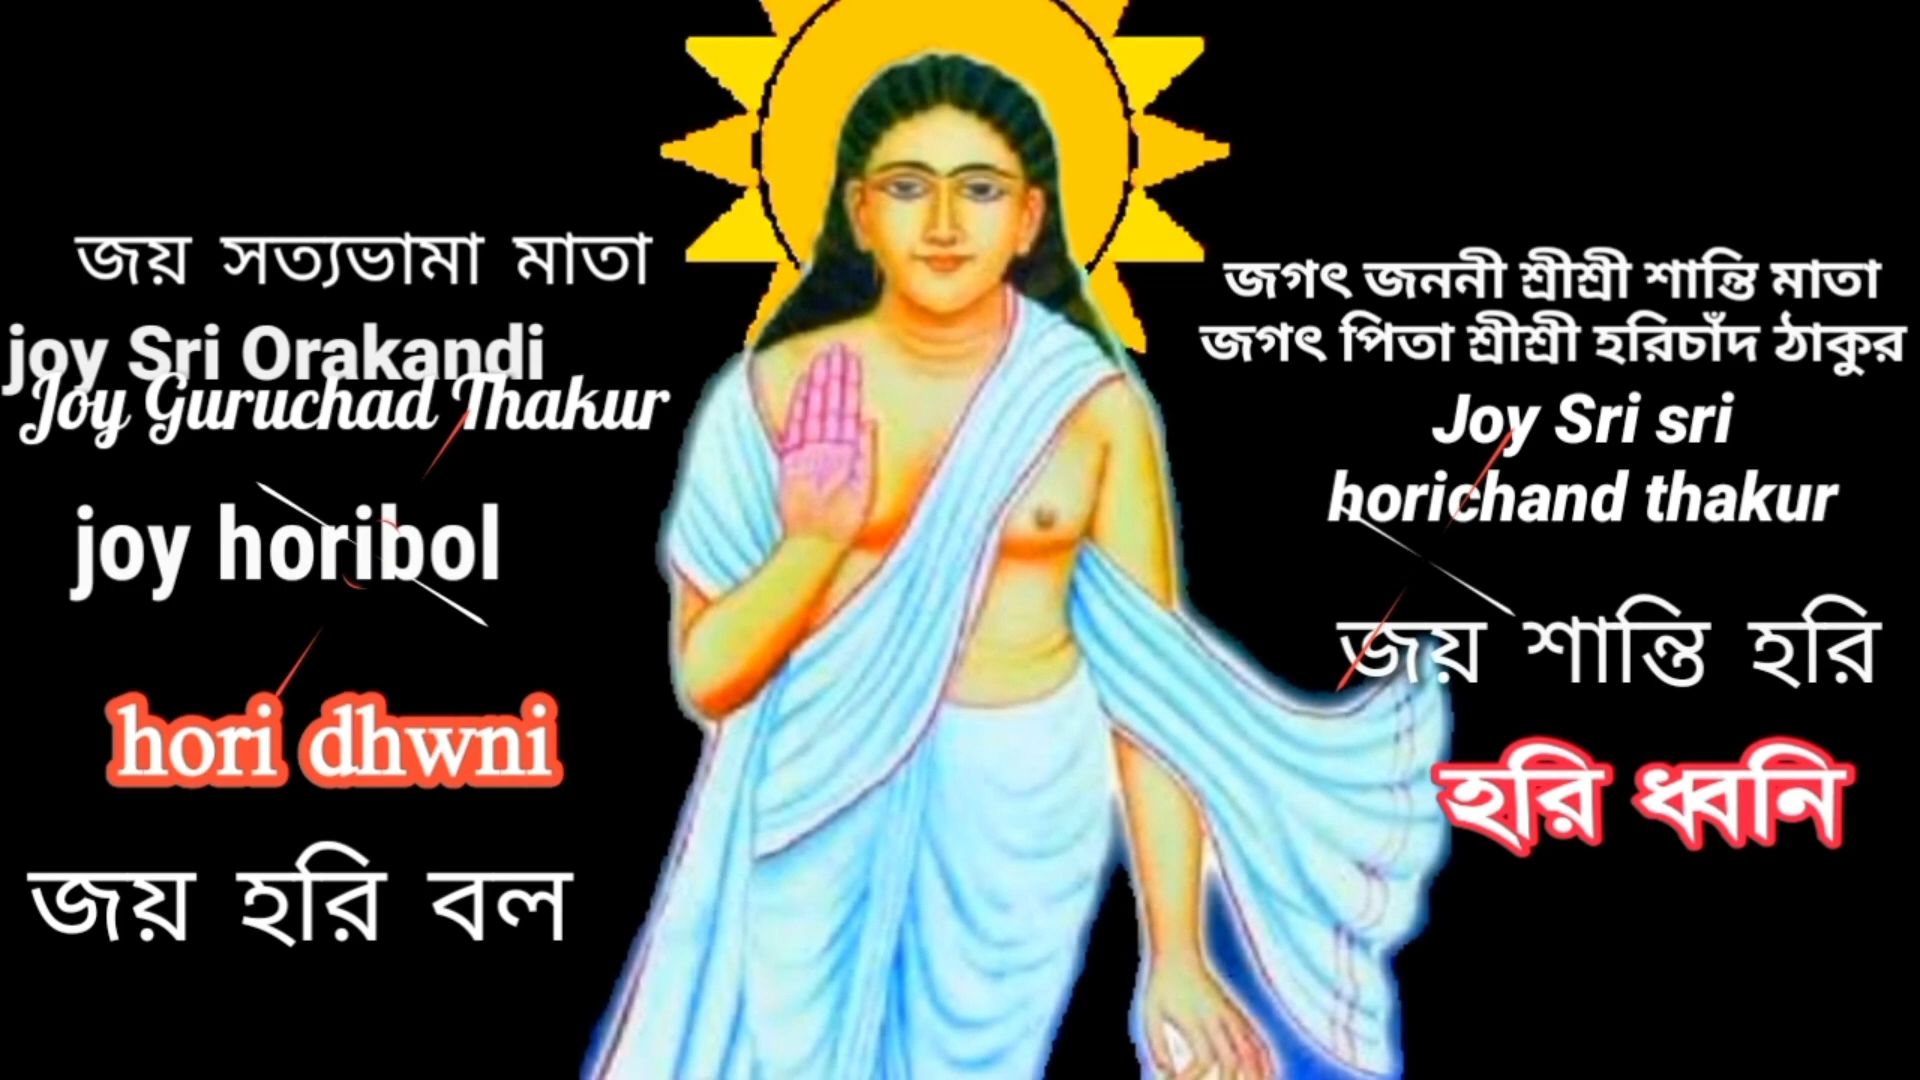 জয় সত্যভামা মাতা
joy Sri Orakandi
Joy Guruchad Thakur
joy horibol
hori dhwni
জয় হরি বল
জগৎ জননী শ্রীশ্রী শান্তি মাতা
জগৎ পিতা শ্রীশ্রী হরিচাঁদ ঠাকুর
Joy Sri sri
horichand thakur
জয় শান্তি হরি
হরি ধ্বনি